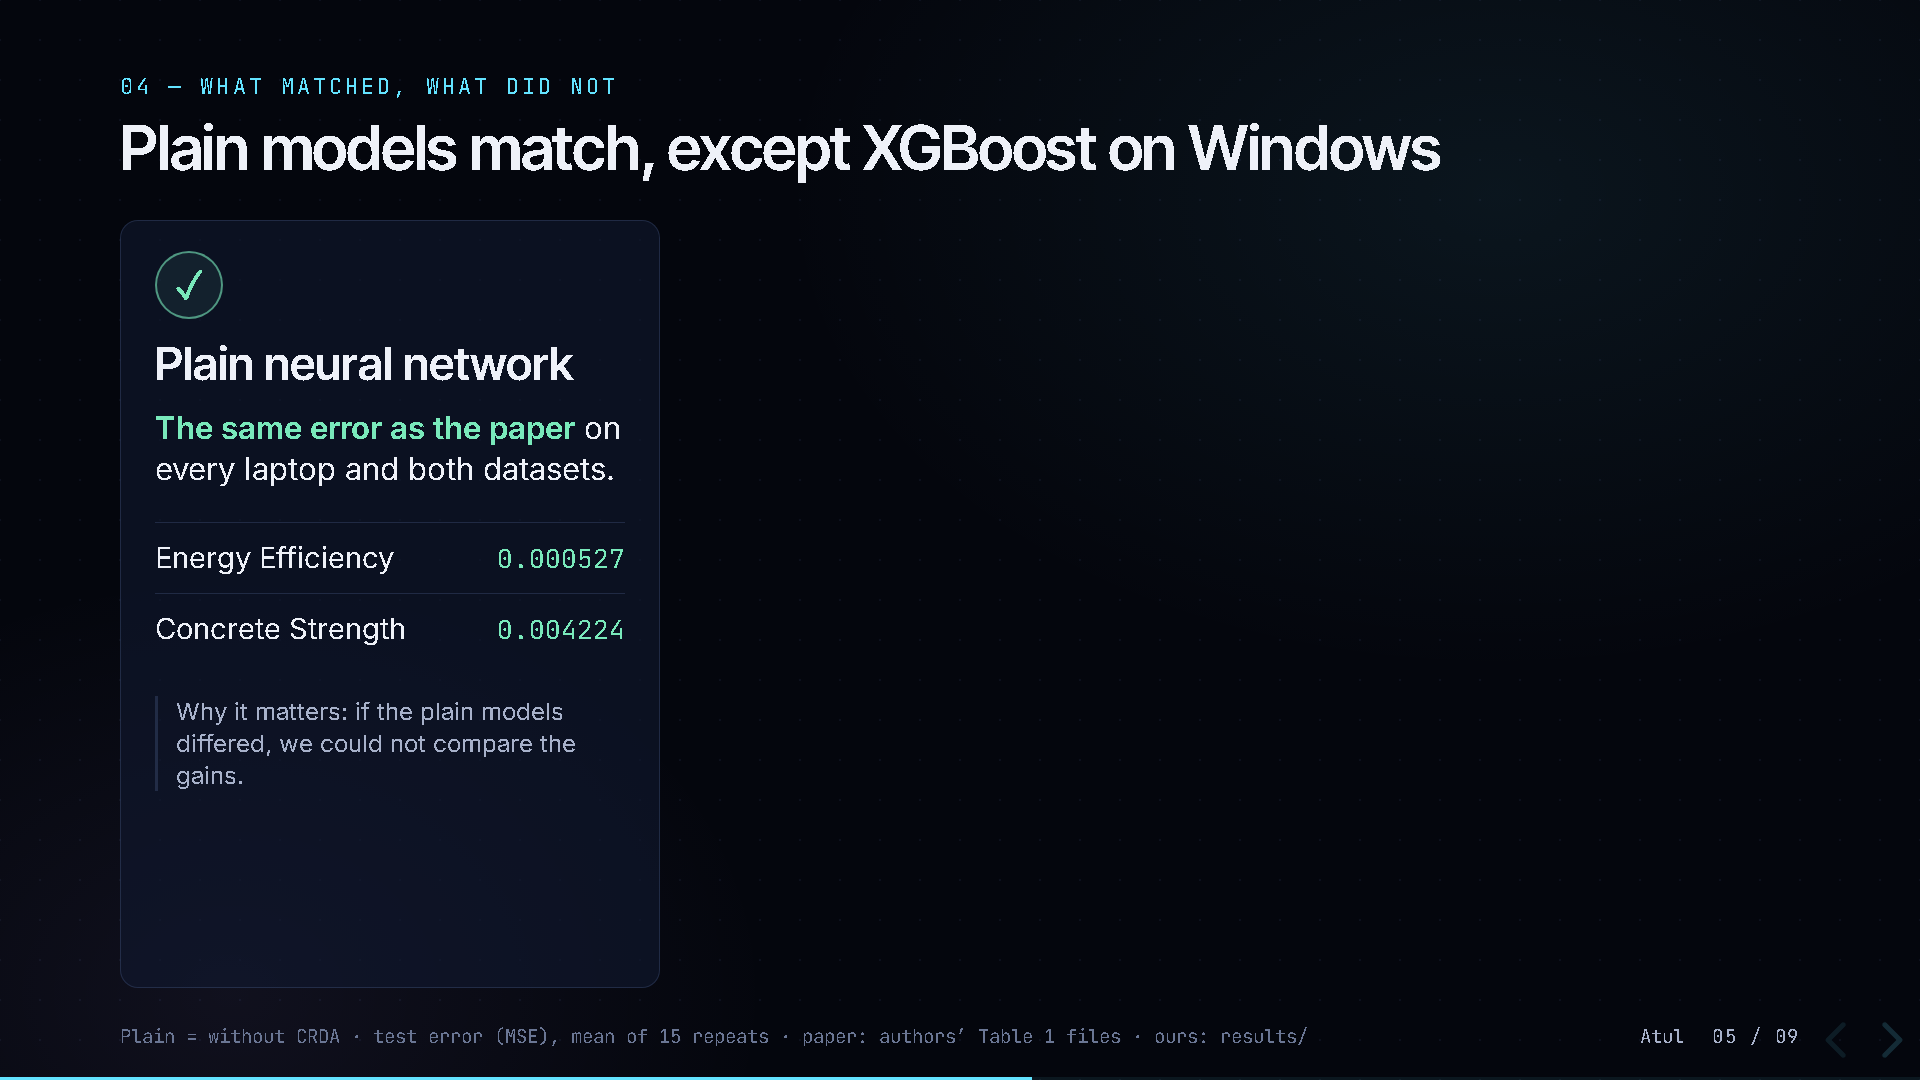 04 — WHAT MATCHED, WHAT DID NOT
Plain models match, except XGBoost on Windows
✓
Plain neural network
The same error as the paper on
every laptop and both datasets.
Energy Efficiency 0.000527
Concrete Strength 0.004224
Why it matters: if the plain models
differed, we could not compare the
gains.
Plain = without CRDA · test error (MSE), mean of 15 repeats · paper: authors’ Table 1 files · ours: results/
Atul 05 / 09